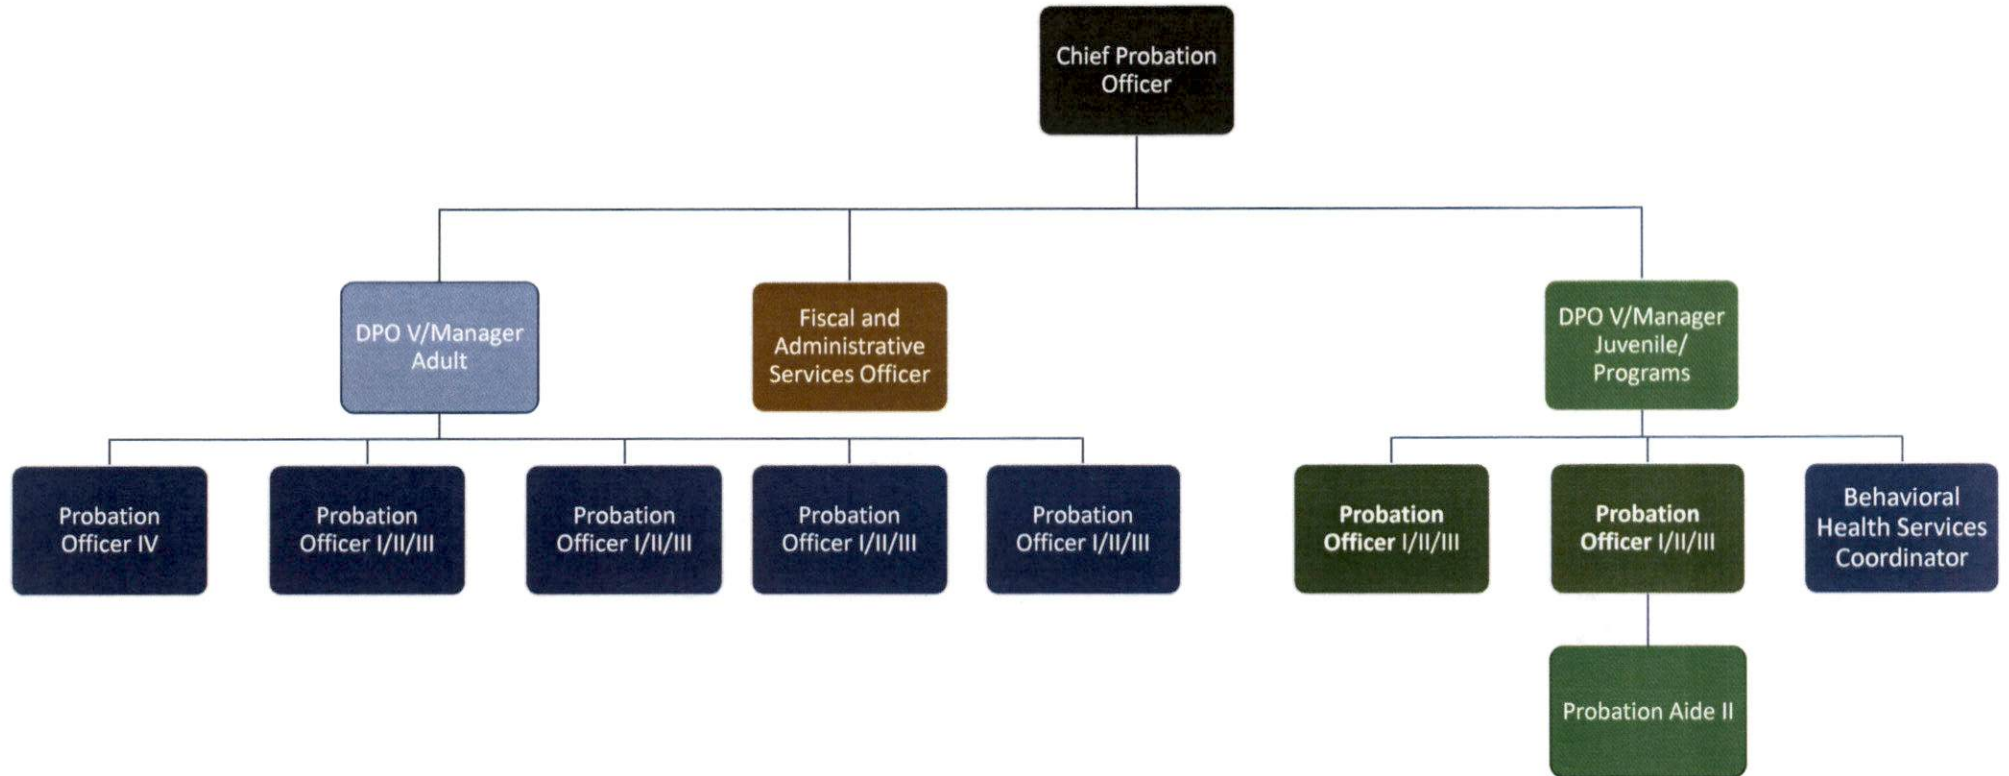 Chief Probation
Officer
DPO V/Manager
Adult
Fiscal and
Administrative
Services Officer
DPO V/Manager
Juvenile/
Programs
Probation
Officer IV
Probation
Officer I/II/III
Probation
Officer I/II/III
Probation
Officer I/II/III
Probation
Officer I/II/III
Probation
Officer I/II/III
Probation
Officer I/II/III
Behavioral
Health Services
Coordinator
Probation Aide II